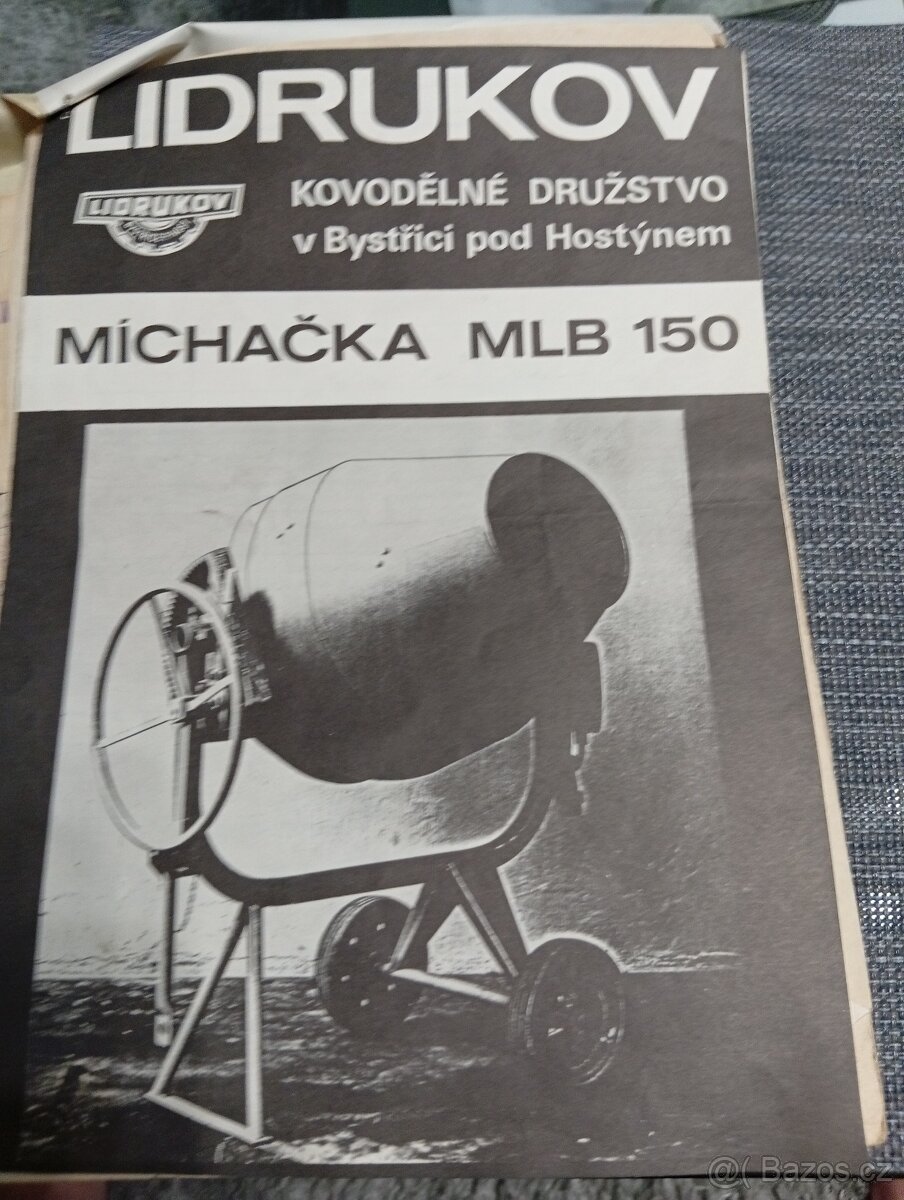 LIDRUKOV
LIDRUKOV
KOVODĚLNÉ DRUŽSTVO
v Bystřici pod Hostýnem
MÍCHAČKA MLB 150
@( Bazos.cz